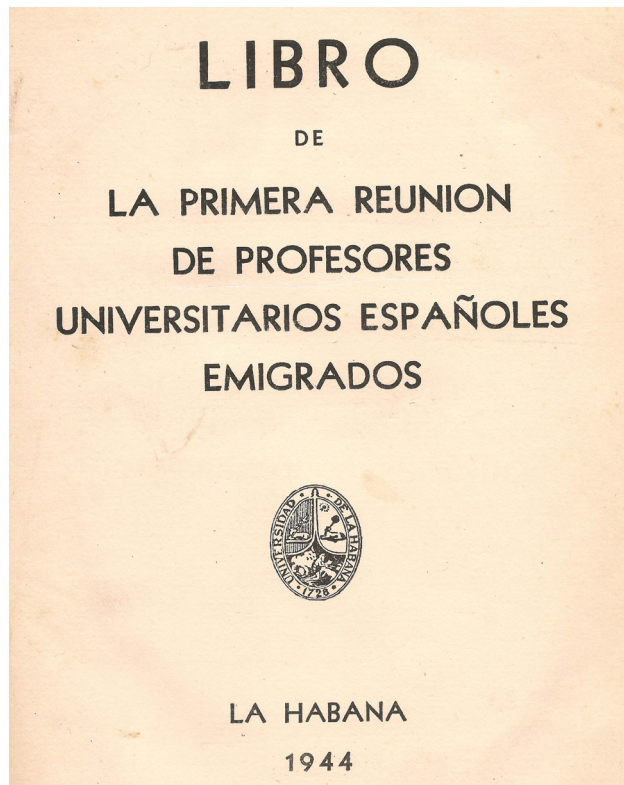 LIBRO
DE
LA PRIMERA REUNION
DE PROFESORES
UNIVERSITARIOS ESPAÑOLES
EMIGRADOS
UNIVERSIDAD DE LA HABANA
1728
LA HABANA
1944